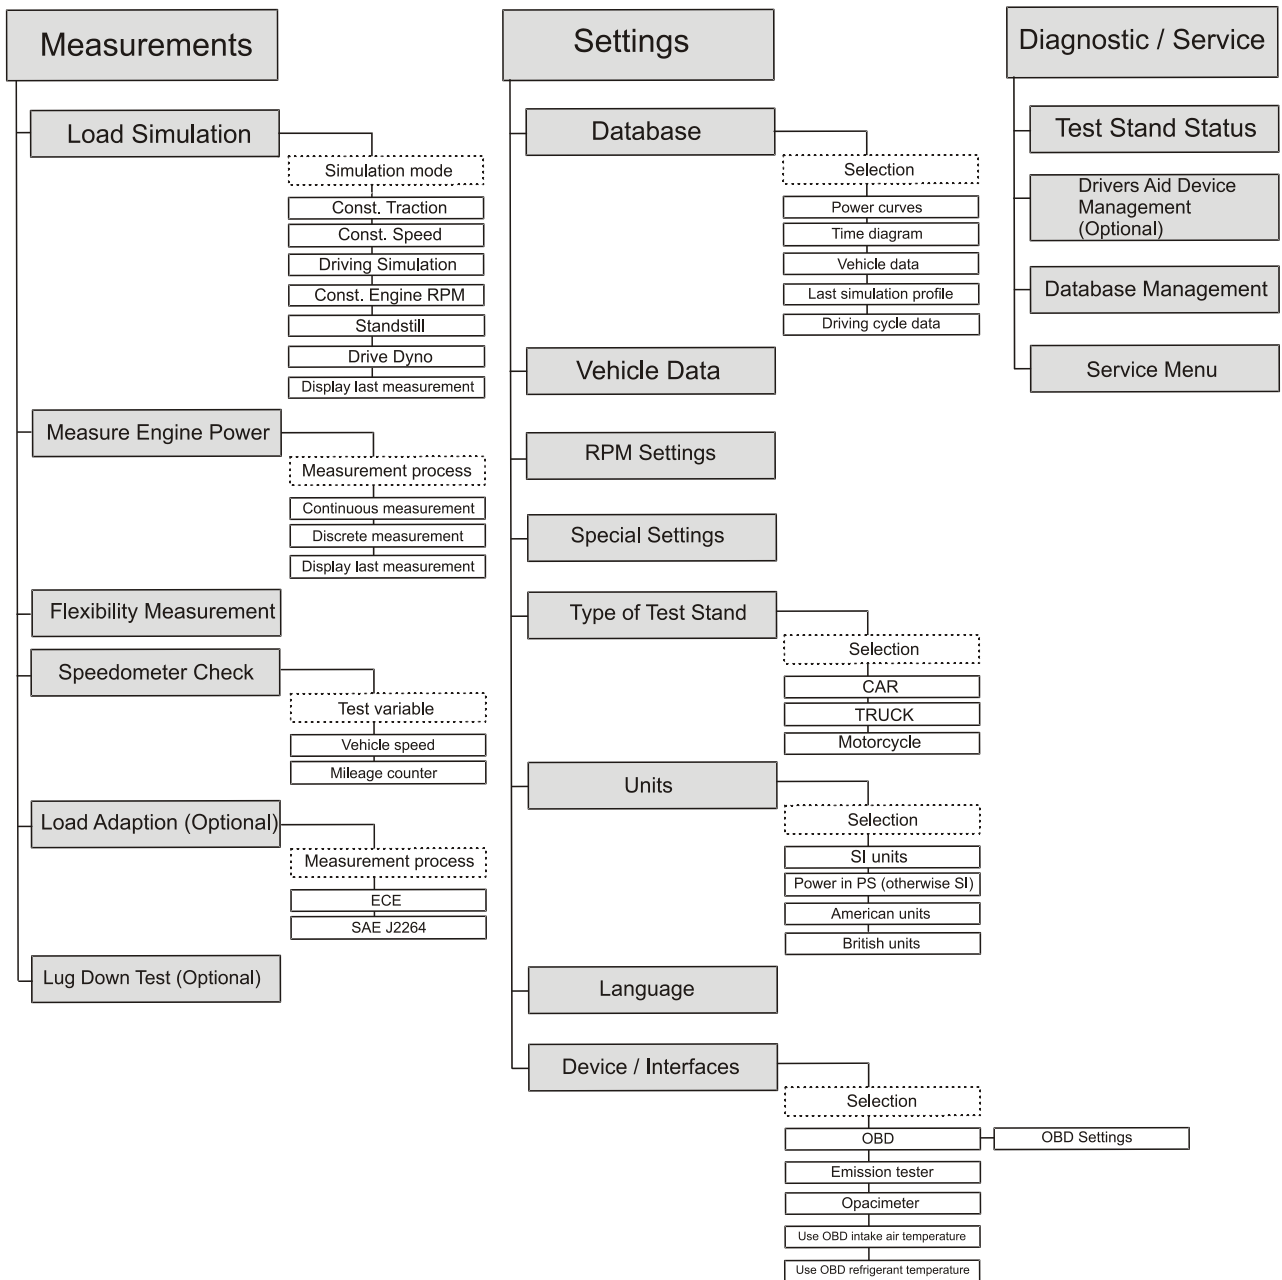 Measurements
Load Simulation
Simulation mode
Const. Traction
Const. Speed
Driving Simulation
Const. Engine RPM
Standstill
Drive Dyno
Display last measurement
Measure Engine Power
Measurement process
Continuous measurement
Discrete measurement
Display last measurement
Flexibility Measurement
Speedometer Check
Test variable
Vehicle speed
Mileage counter
Load Adaption (Optional)
Measurement process
ECE
SAE J2264
Lug Down Test (Optional)
Settings
Database
Selection
Power curves
Time diagram
Vehicle data
Last simulation profile
Driving cycle data
Vehicle Data
RPM Settings
Special Settings
Type of Test Stand
Selection
CAR
TRUCK
Motorcycle
Units
Selection
SI units
Power in PS (otherwise SI)
American units
British units
Language
Device / Interfaces
Selection
OBD
OBD Settings
Emission tester
Opacimeter
Use OBD intake air temperature
Use OBD refrigerant temperature
Diagnostic / Service
Test Stand Status
Drivers Aid Device
Management
(Optional)
Database Management
Service Menu